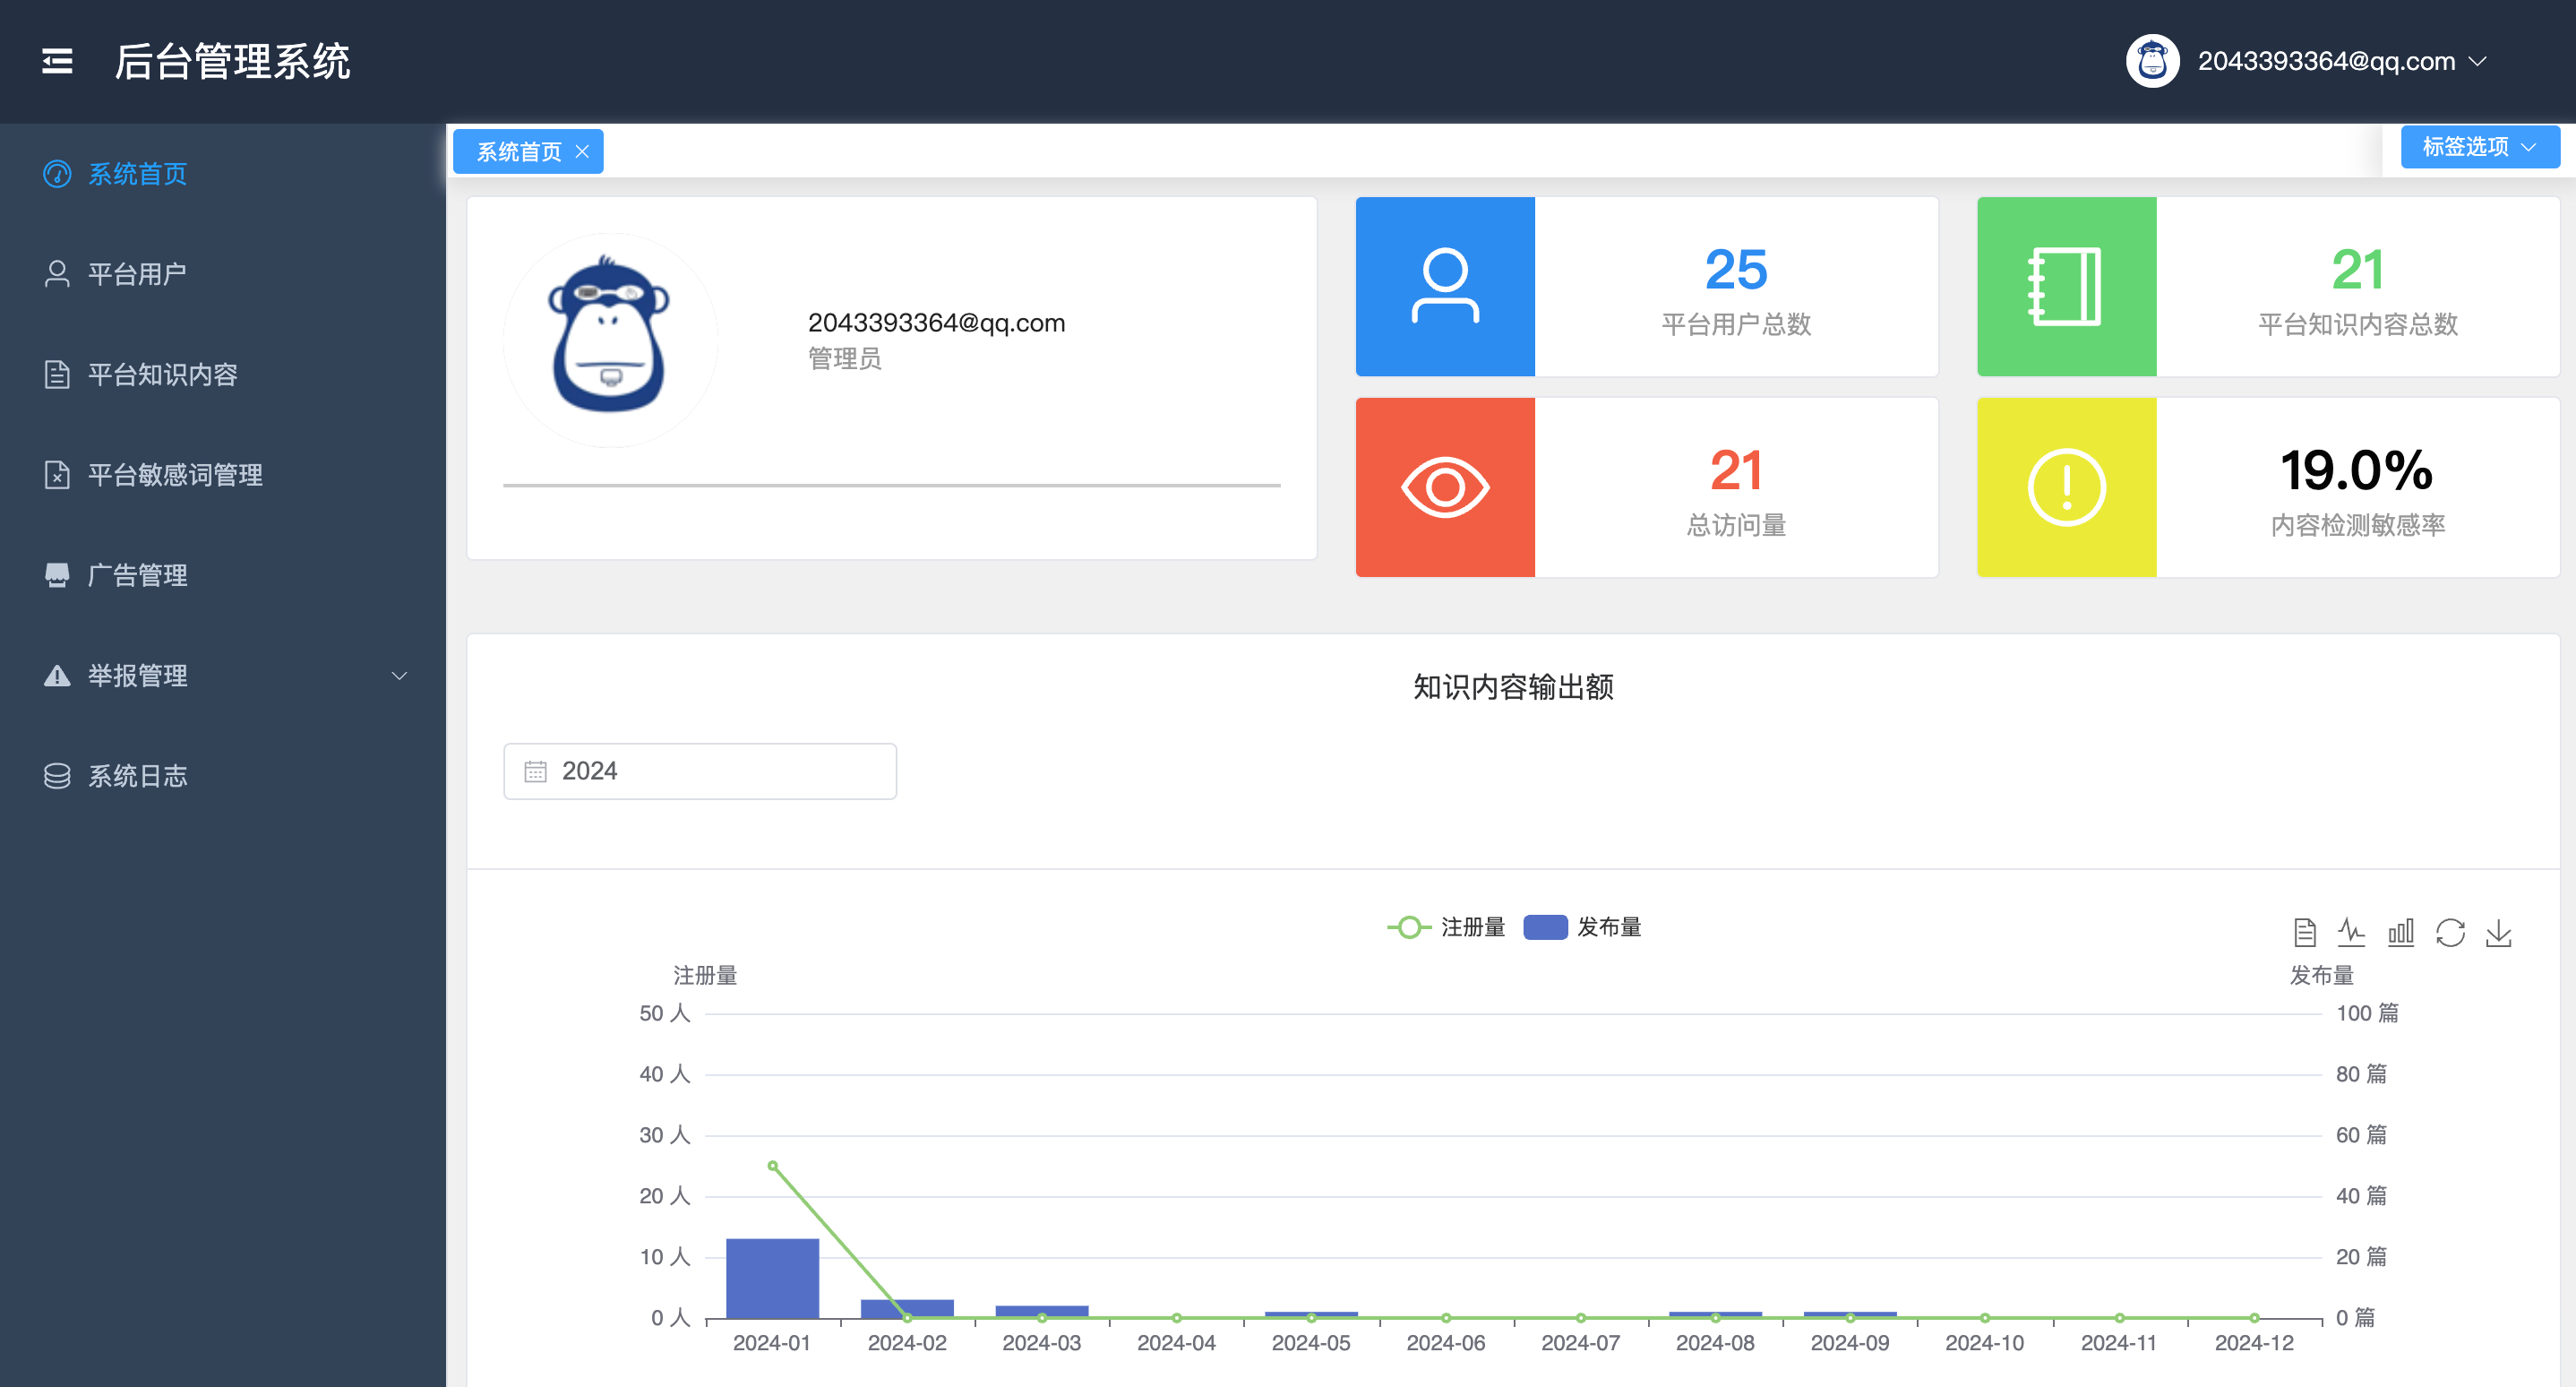 后台管理系统
2043393364@qq.com
系统首页
平台用户
平台知识内容
平台敏感词管理
广告管理
举报管理
系统日志
系统首页
标签选项
2043393364@qq.com
管理员
25
平台用户总数
21
平台知识内容总数
21
总访问量
19.0%
内容检测敏感率
知识内容输出额
2024
注册量 发布量
注册量 发布量
50 人 100 篇
40 人 80 篇
30 人 60 篇
20 人 40 篇
10 人 20 篇
0 人 0 篇
2024-01 2024-02 2024-03 2024-04 2024-05 2024-06 2024-07 2024-08 2024-09 2024-10 2024-11 2024-12